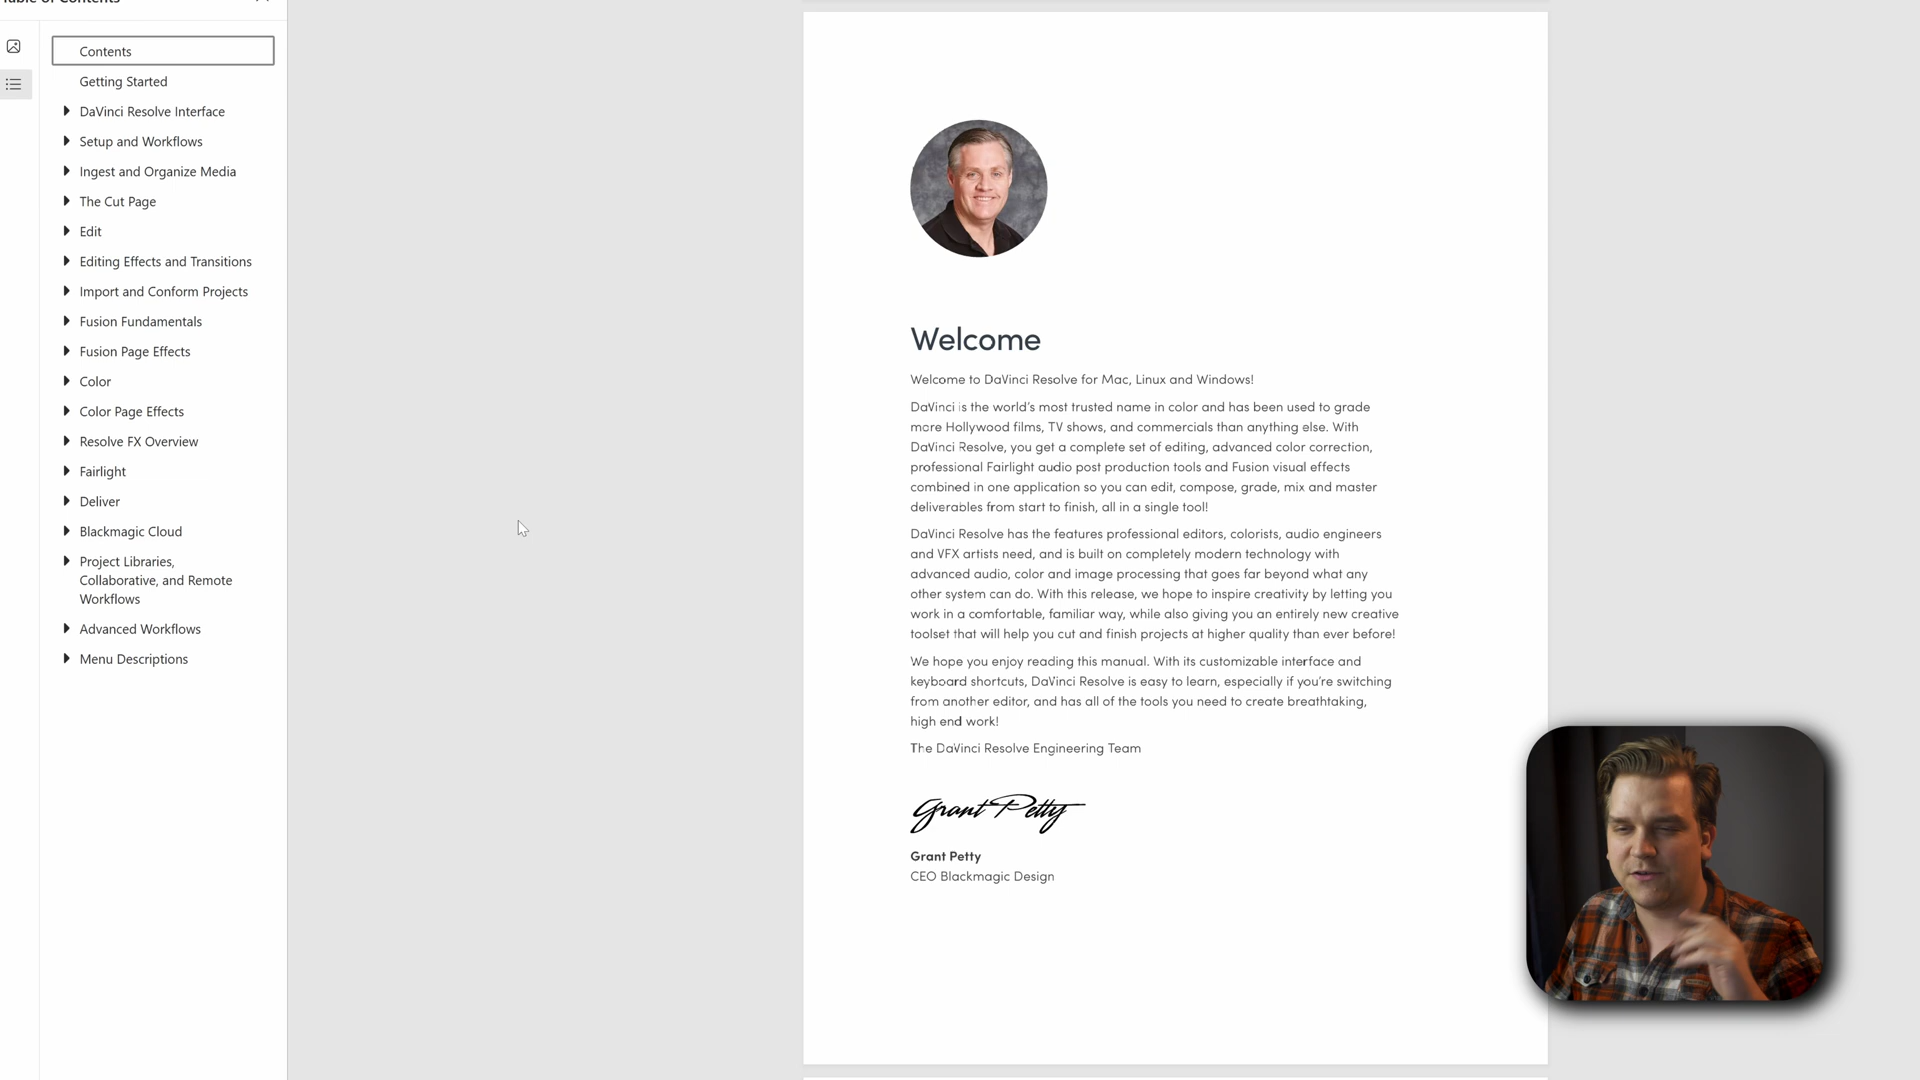 Table of Contents
Contents
Getting Started
DaVinci Resolve Interface
Setup and Workflows
Ingest and Organize Media
The Cut Page
Edit
Editing Effects and Transitions
Import and Conform Projects
Fusion Fundamentals
Fusion Page Effects
Color
Color Page Effects
Resolve FX Overview
Fairlight
Deliver
Blackmagic Cloud
Project Libraries,
Collaborative, and Remote
Workflows
Advanced Workflows
Menu Descriptions
Welcome
Welcome to DaVinci Resolve for Mac, Linux and Windows!
DaVinci is the world's most trusted name in color and has been used to grade
more Hollywood films, TV shows, and commercials than anything else. With
DaVinci Resolve, you get a complete set of editing, advanced color correction,
professional Fairlight audio post production tools and Fusion visual effects
combined in one application so you can edit, compose, grade, mix and master
deliverables from start to finish, all in a single tool!
DaVinci Resolve has the features professional editors, colorists, audio engineers
and VFX artists need, and is built on completely modern technology with
advanced audio, color and image processing that goes far beyond what any
other system can do. With this release, we hope to inspire creativity by letting you
work in a comfortable, familiar way, while also giving you an entirely new creative
toolset that will help you cut and finish projects at higher quality than ever before!
We hope you enjoy reading this manual. With its customizable interface and
keyboard shortcuts, DaVinci Resolve is easy to learn, especially if you're switching
from another editor, and has all of the tools you need to create breathtaking,
high end work!
The DaVinci Resolve Engineering Team
Grant Petty
Grant Petty
CEO Blackmagic Design